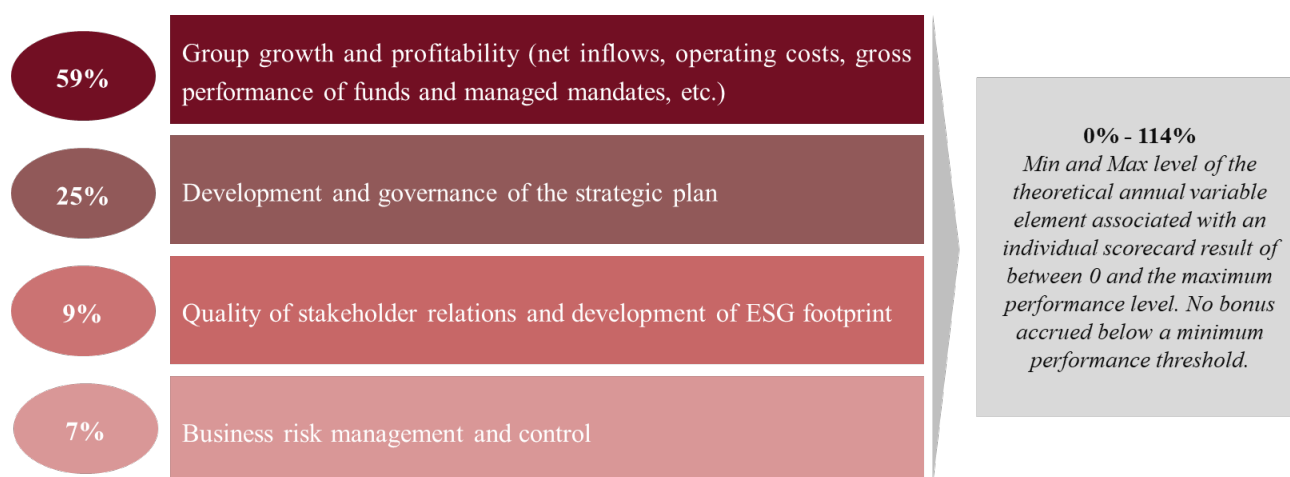 59%
Group growth and profitability (net inflows, operating costs, gross
performance of funds and managed mandates, etc.)
25%
Development and governance of the strategic plan
9%
Quality of stakeholder relations and development of ESG footprint
7%
Business risk management and control
0% - 114%
Min and Max level of the
theoretical annual variable
element associated with an
individual scorecard result of
between 0 and the maximum
performance level. No bonus
accrued below a minimum
performance threshold.